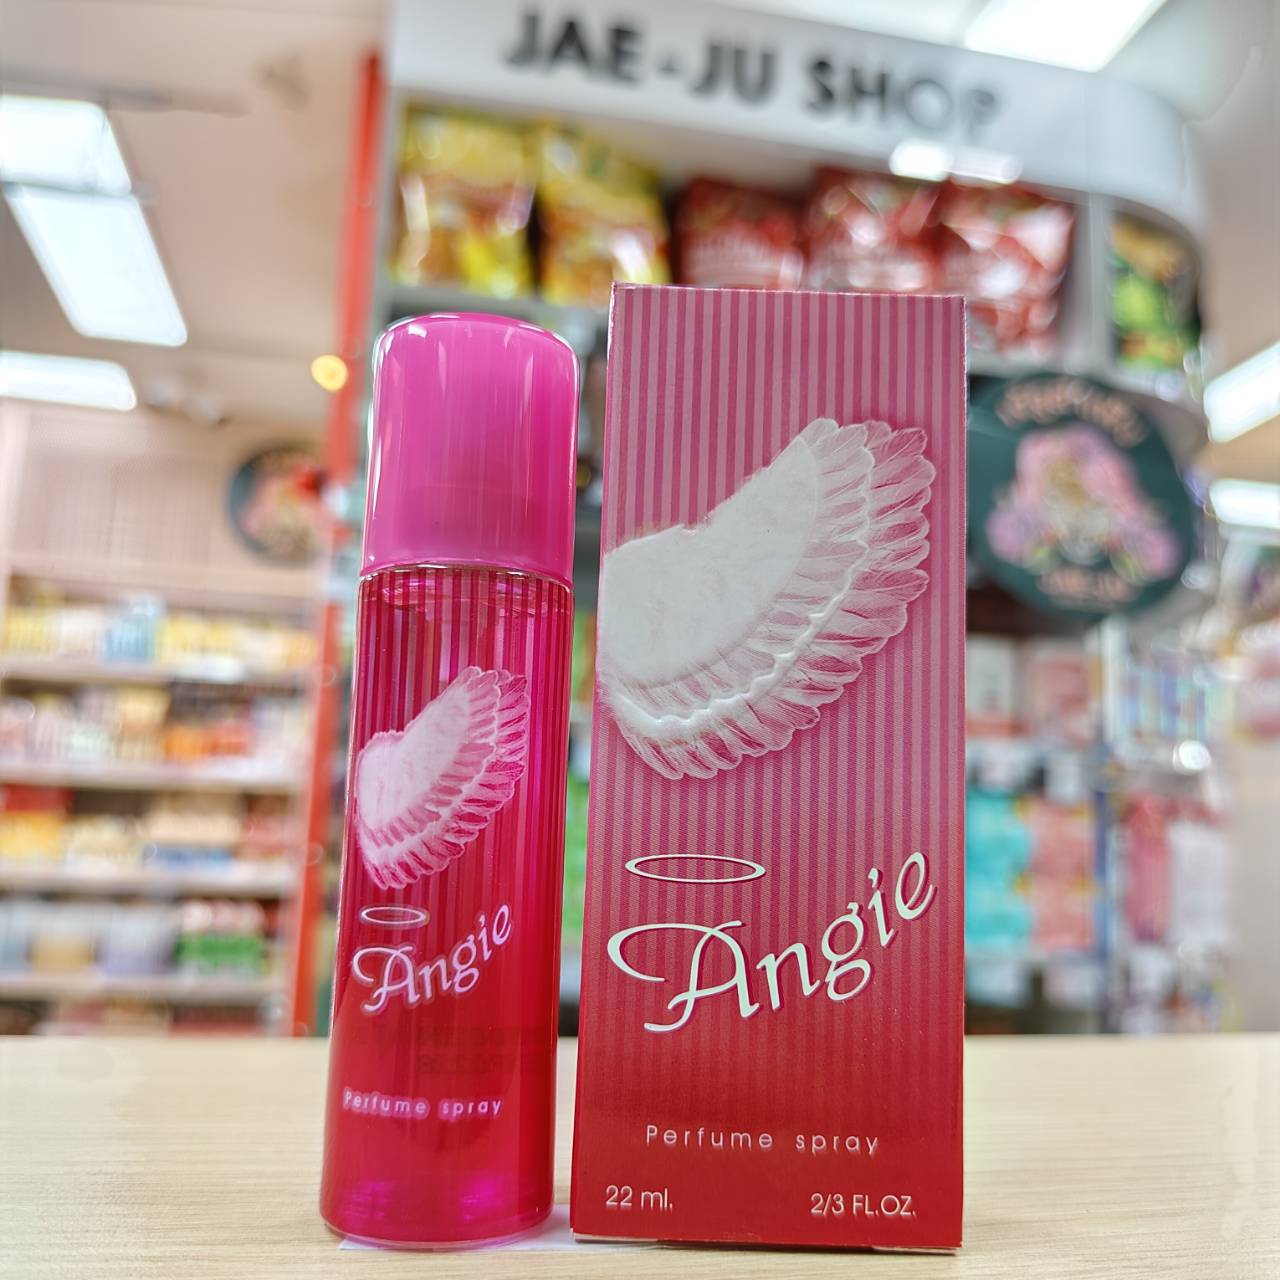 JAE-JU SHOP
Angie
Perfume spray
Angie
Perfume spray
22 ml.
2/3 FL.OZ.